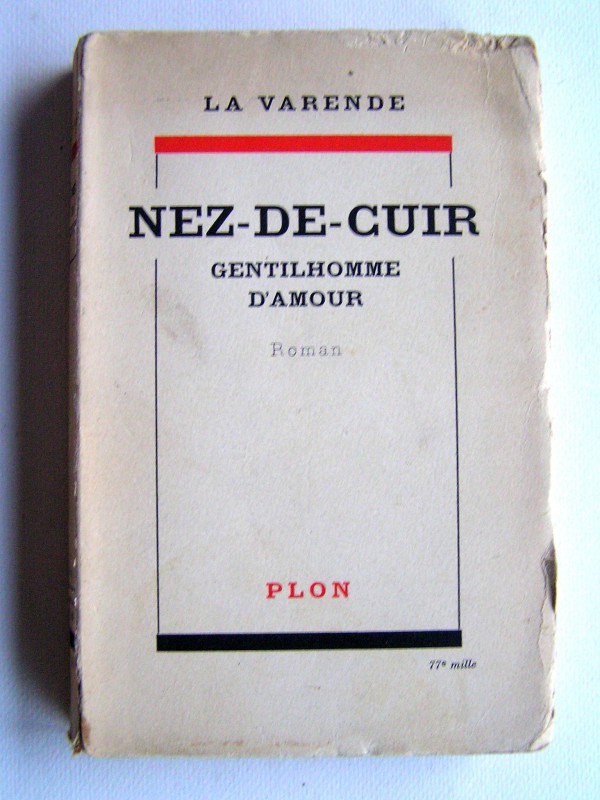 LA VARENDE
NEZ-DE-CUIR
GENTILHOMME
D'AMOUR
Roman
PLON
77e mille